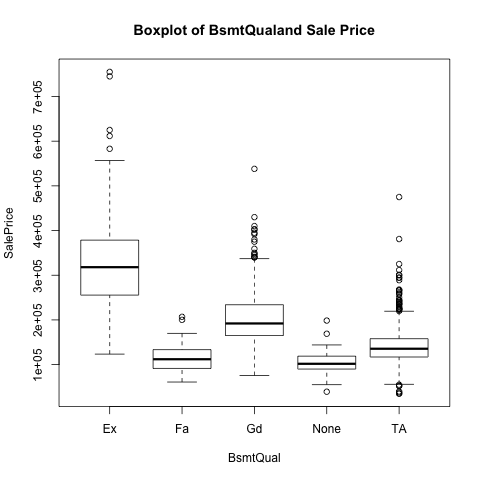 Boxplot of BsmtQualand Sale Price
SalePrice
7e+05
6e+05
5e+05
4e+05
3e+05
2e+05
1e+05
Ex Fa Gd None TA
BsmtQual